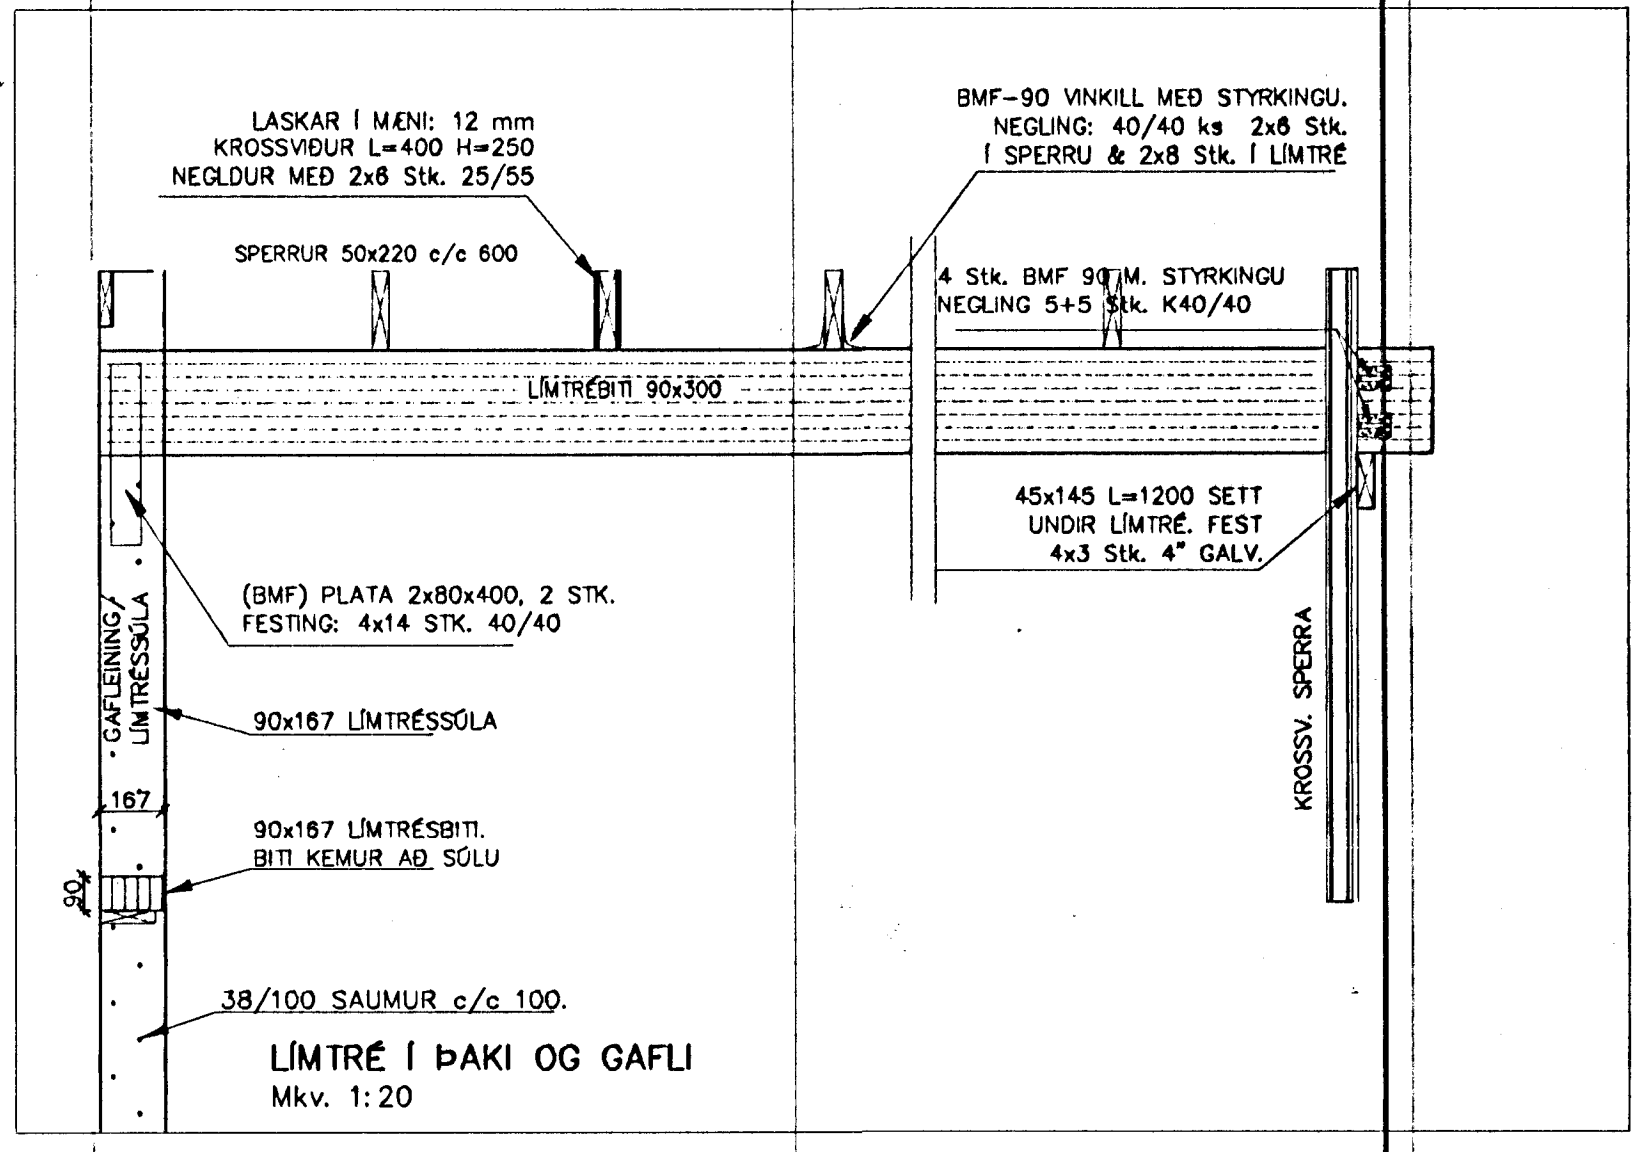 LASKAR Í MÆNI: 12 mm
KROSSVIÐUR L=400 H=250
NEGLDUR MEÐ 2x6 Stk. 25/55
SPERRUR 50x220 c/c 600
BMF-90 VINKILL MEÐ STYRKINGU.
NEGLING: 40/40 ks 2x6 Stk.
Í SPERRU & 2x8 Stk. Í LÍMTRÉ
4 Stk. BMF 90 M. STYRKINGU
NEGLING 5+5 Stk. K40/40
LÍMTRÉBITI 90x300
45x145 L=1200 SETT
UNDIR LÍMTRÉ. FEST
4x3 Stk. 4" GALV.
(BMF) PLATA 2x80x400, 2 STK.
FESTING: 4x14 STK. 40/40
GAFLEINING/
LÍMTRÉSSÚLA
90x167 LÍMTRÉSSÚLA
KROSSV. SPERRA
167
90x167 LÍMTRÉSBITI.
BITI KEMUR AÐ SÚLU
90
38/100 SAUMUR c/c 100.
LÍMTRÉ Í ÞAKI OG GAFLI
Mkv. 1:20